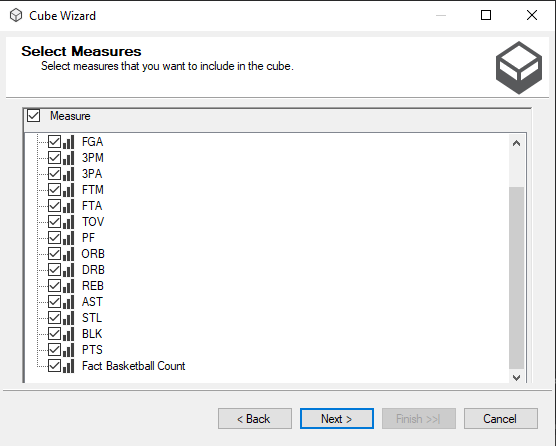 Cube Wizard
Select Measures
Select measures that you want to include in the cube.
Measure
FGA
3PM
3PA
FTM
FTA
TOV
PF
ORB
DRB
REB
AST
STL
BLK
PTS
Fact Basketball Count
< Back
Next >
Finish >>|
Cancel